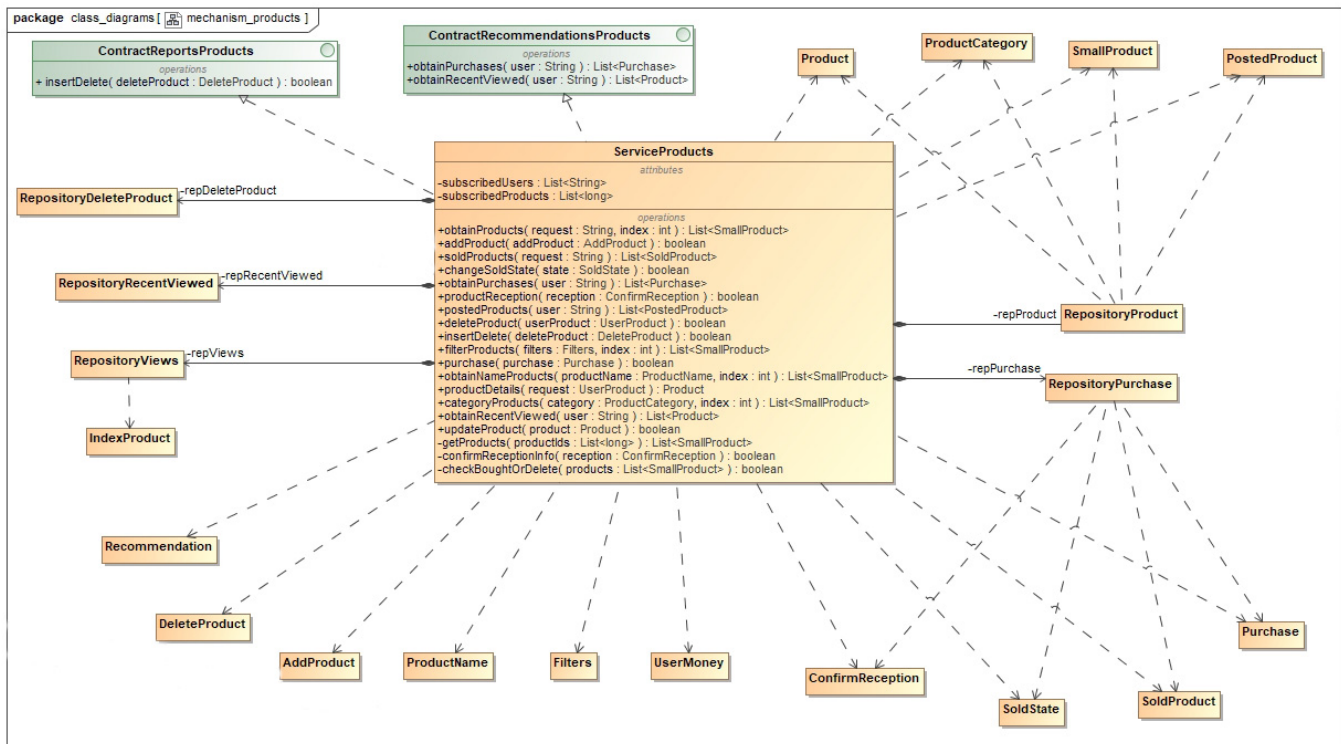 package class_diagrams [ mechanism_products ]
ContractReportsProducts
operations
+ insertDelete( deleteProduct : DeleteProduct ) : boolean
ContractRecommendationsProducts
operations
+obtainPurchases( user : String ) : List<Purchase>
+obtainRecentViewed( user : String ) : List<Product>
Product
ProductCategory
SmallProduct
PostedProduct
ServiceProducts
attributes
-subscribedUsers : List<String>
-subscribedProducts : List<long>
operations
+obtainProducts( request : String, index : int ) : List<SmallProduct>
+addProduct( addProduct : AddProduct ) : boolean
+soldProducts( request : String ) : List<SoldProduct>
+changeSoldState( state : SoldState ) : boolean
+obtainPurchases( user : String ) : List<Purchase>
+productReception( reception : ConfirmReception ) : boolean
+postedProducts( user : String ) : List<PostedProduct>
+deleteProduct( userProduct : UserProduct ) : boolean
+insertDelete( deleteProduct : DeleteProduct ) : boolean
+filterProducts( filters : Filters, index : int ) : List<SmallProduct>
+purchase( purchase : Purchase ) : boolean
+obtainNameProducts( productName : ProductName, index : int ) : List<SmallProduct>
+productDetails( request : UserProduct ) : Product
+categoryProducts( category : ProductCategory, index : int ) : List<SmallProduct>
+obtainRecentViewed( user : String ) : List<Product>
+updateProduct( product : Product ) : boolean
-getProducts( productIds : List<long> ) : List<SmallProduct>
-confirmReceptionInfo( reception : ConfirmReception ) : boolean
-checkBoughtOrDelete( products : List<SmallProduct> ) : boolean
RepositoryDeleteProduct
-repDeleteProduct
RepositoryRecentViewed
-repRecentViewed
RepositoryViews
-repViews
IndexProduct
-repProduct
RepositoryProduct
-repPurchase
RepositoryPurchase
Recommendation
DeleteProduct
AddProduct
ProductName
Filters
UserMoney
ConfirmReception
SoldState
SoldProduct
Purchase